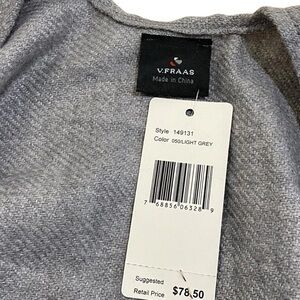 V.FRAAS
Made in China
Style 149131
Color 050/LIGHT GREY
7 68856 06328 9
Suggested
Retail Price $78.50